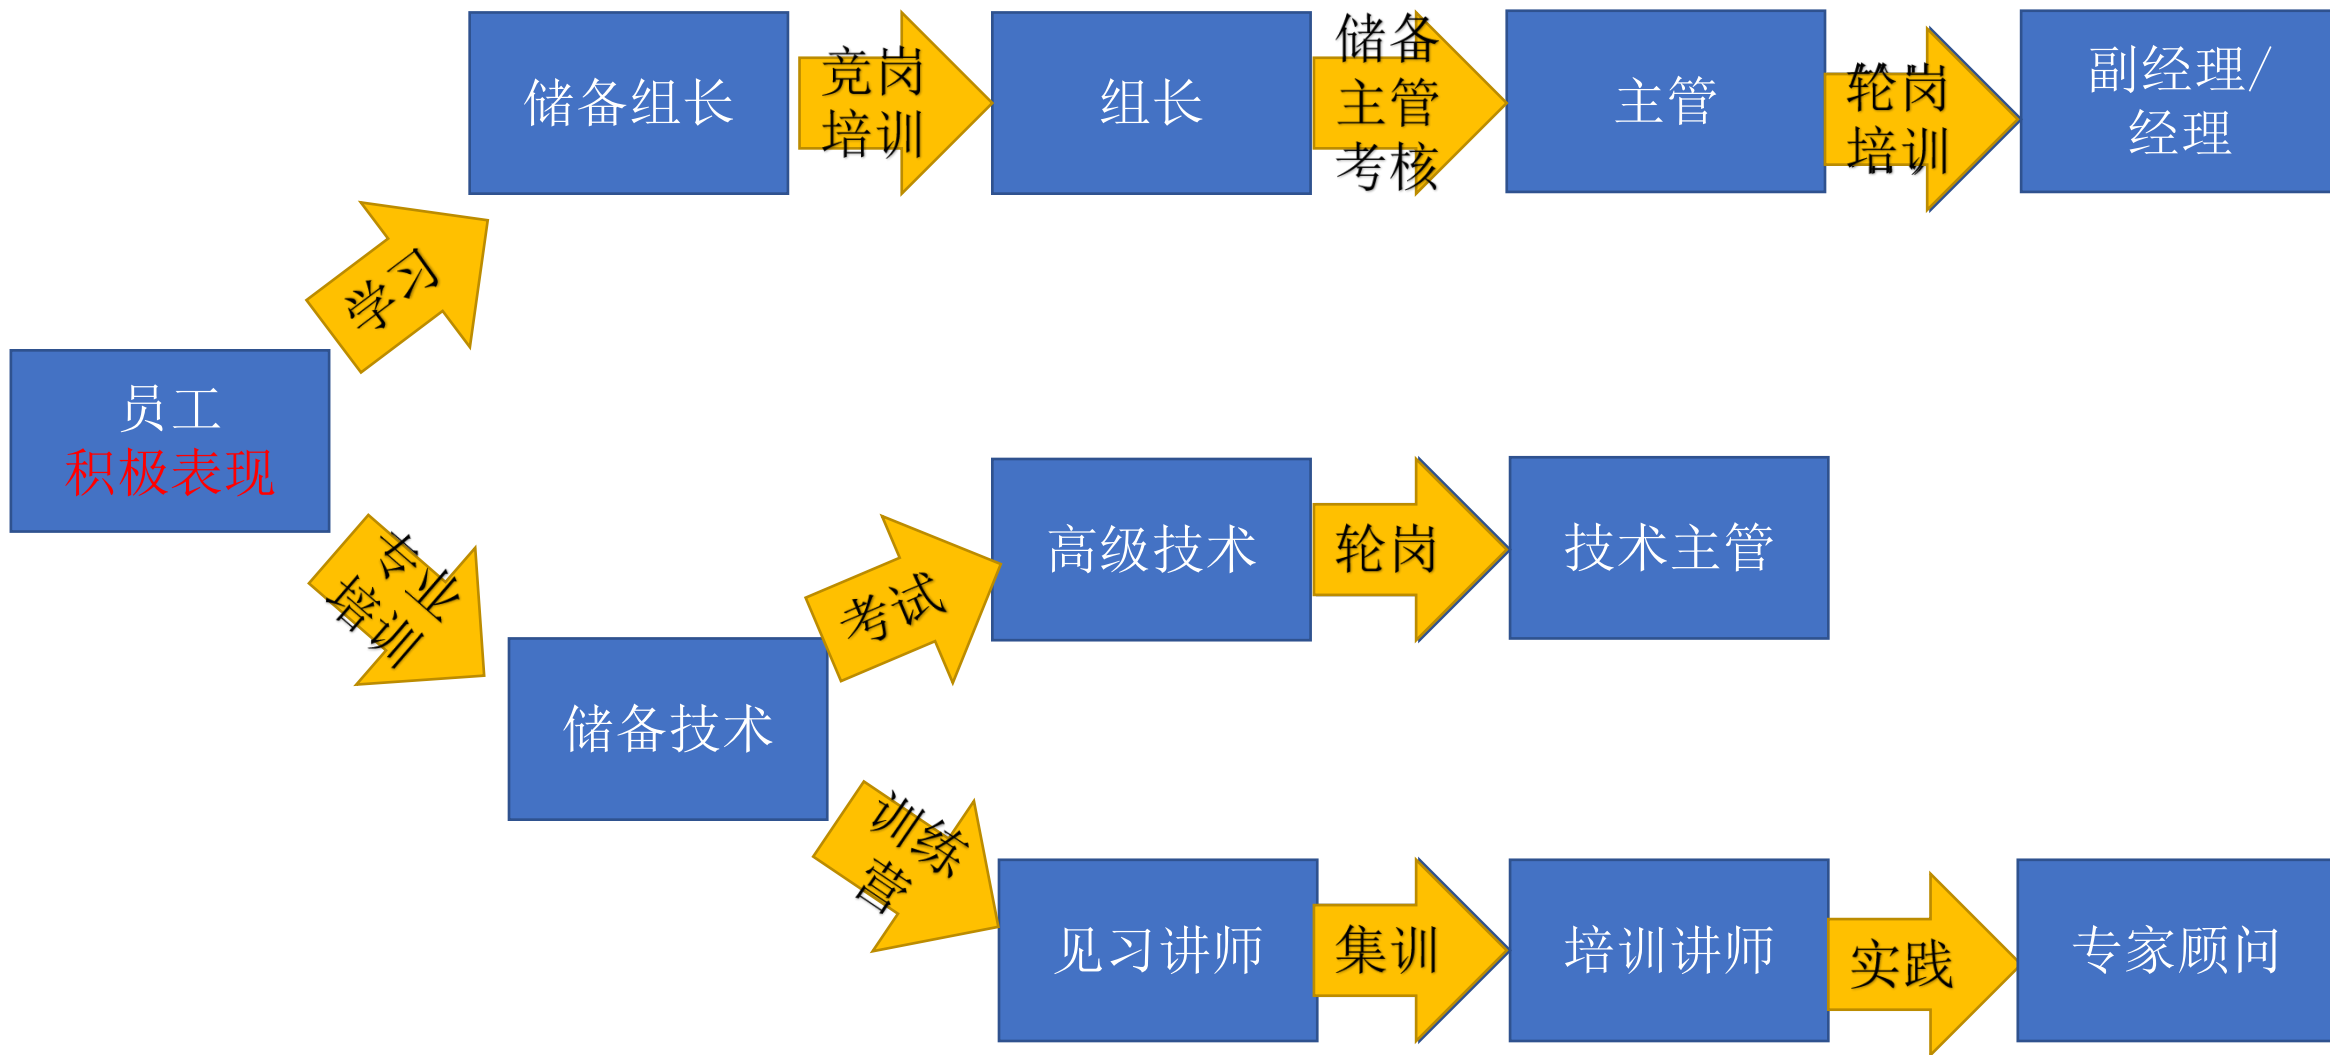 储备组长
竞岗
培训
组长
储备
主管
考核
主管
轮岗
培训
副经理/
经理
学习
员工
积极表现
专业
培训
储备技术
考试
高级技术
轮岗
技术主管
训练
营
见习讲师
集训
培训讲师
实践
专家顾问